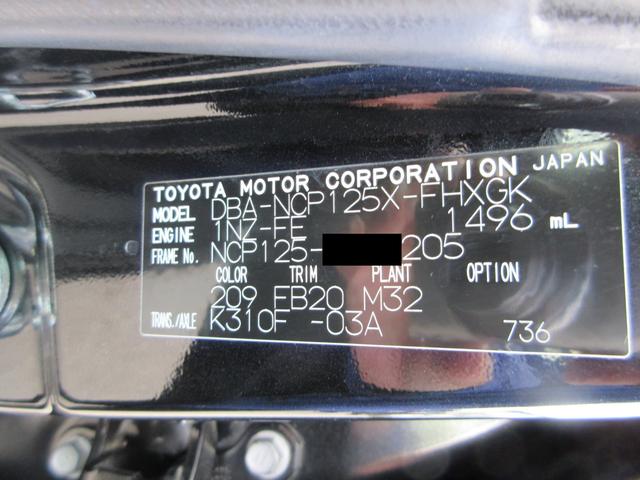 TOYOTA MOTOR CORPORATION JAPAN
MODEL DBA-NCP125X-FHXGK
ENGINE 1NZ-FE 1496 mL
FRAME No. NCP125- 205
COLOR TRIM PLANT OPTION
209 FB20 M32
TRANS./AXLE K310F -03A 736